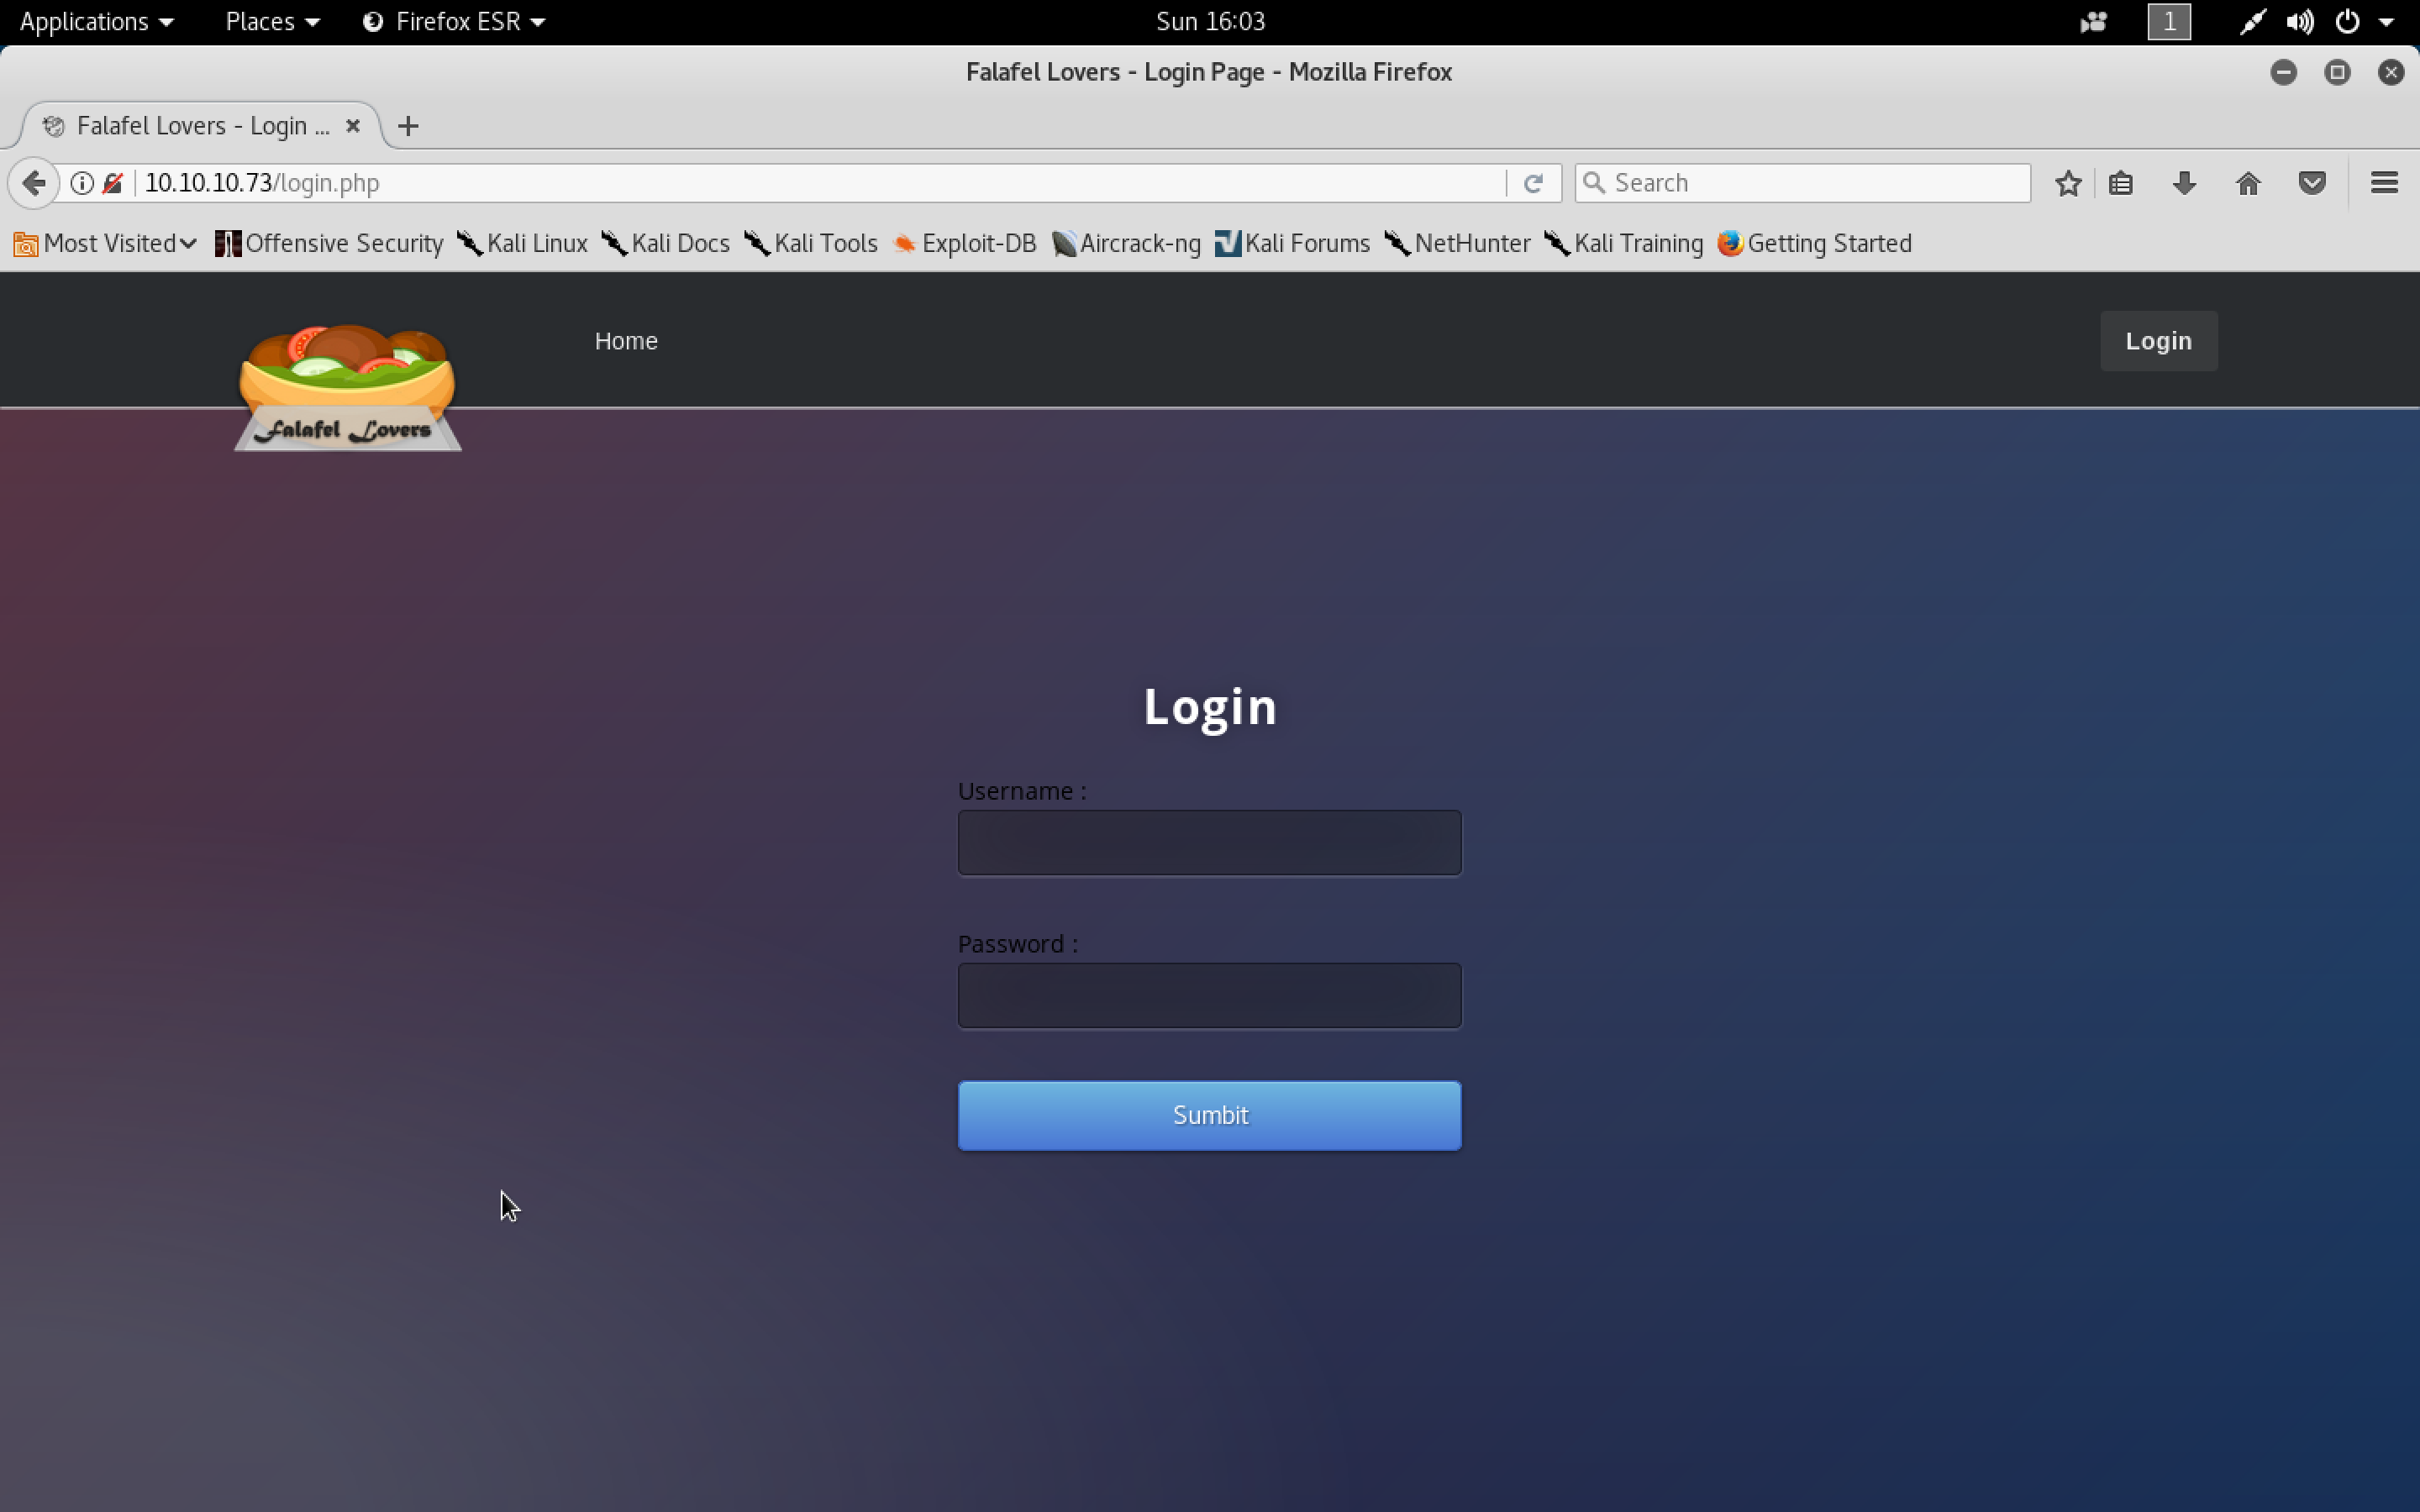 Applications Places Firefox ESR Sun 16:03 1
Falafel Lovers - Login Page - Mozilla Firefox
Falafel Lovers - Login ...
10.10.10.73/login.php Search
Most Visited Offensive Security Kali Linux Kali Docs Kali Tools Exploit-DB Aircrack-ng Kali Forums NetHunter Kali Training Getting Started
Home Login
Falafel Lovers
Login
Username :
Password :
Sumbit